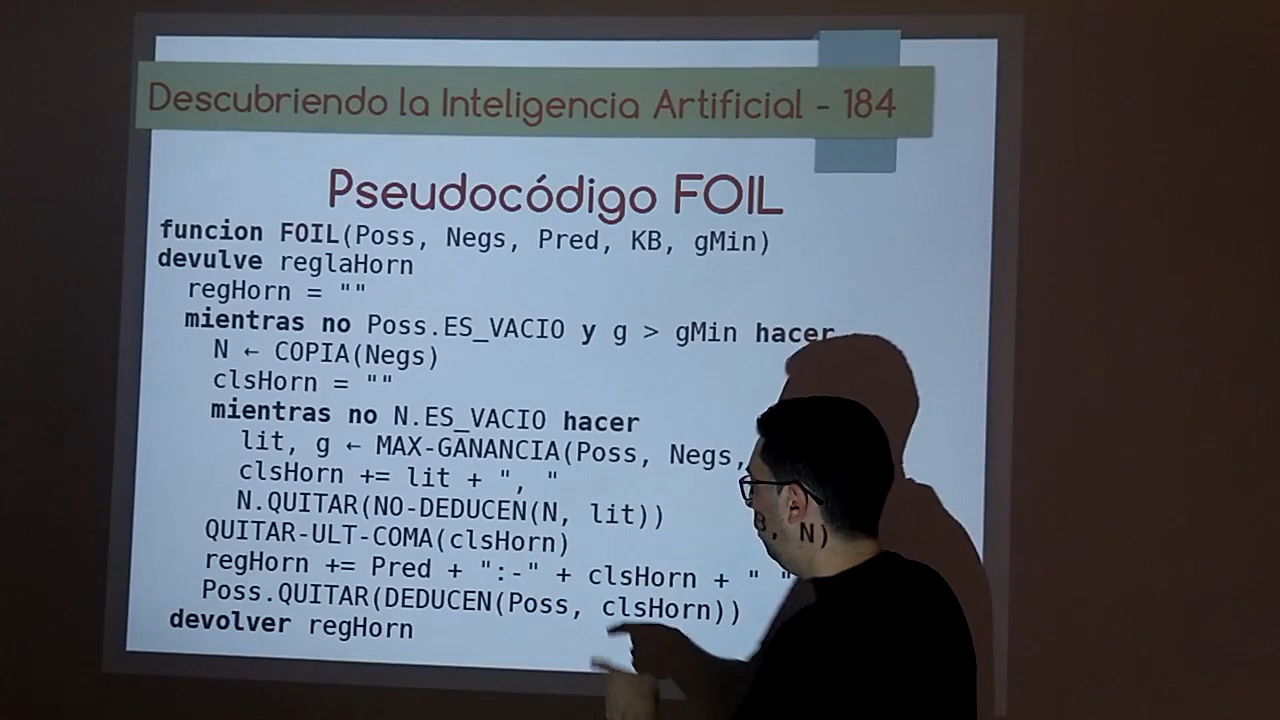 Descubriendo la Inteligencia Artificial - 184
Pseudocódigo FOIL
funcion FOIL(Poss, Negs, Pred, KB, gMin)
devulve reglaHorn
regHorn = ""
mientras no Poss.ES_VACIO y g > gMin hacer
N ← COPIA(Negs)
clsHorn = ""
mientras no N.ES_VACIO hacer
lit, g ← MAX-GANANCIA(Poss, Negs, B, N)
clsHorn += lit + ", "
N.QUITAR(NO-DEDUCEN(N, lit))
QUITAR-ULT-COMA(clsHorn)
regHorn += Pred + ":-" + clsHorn + " "
Poss.QUITAR(DEDUCEN(Poss, clsHorn))
devolver regHorn